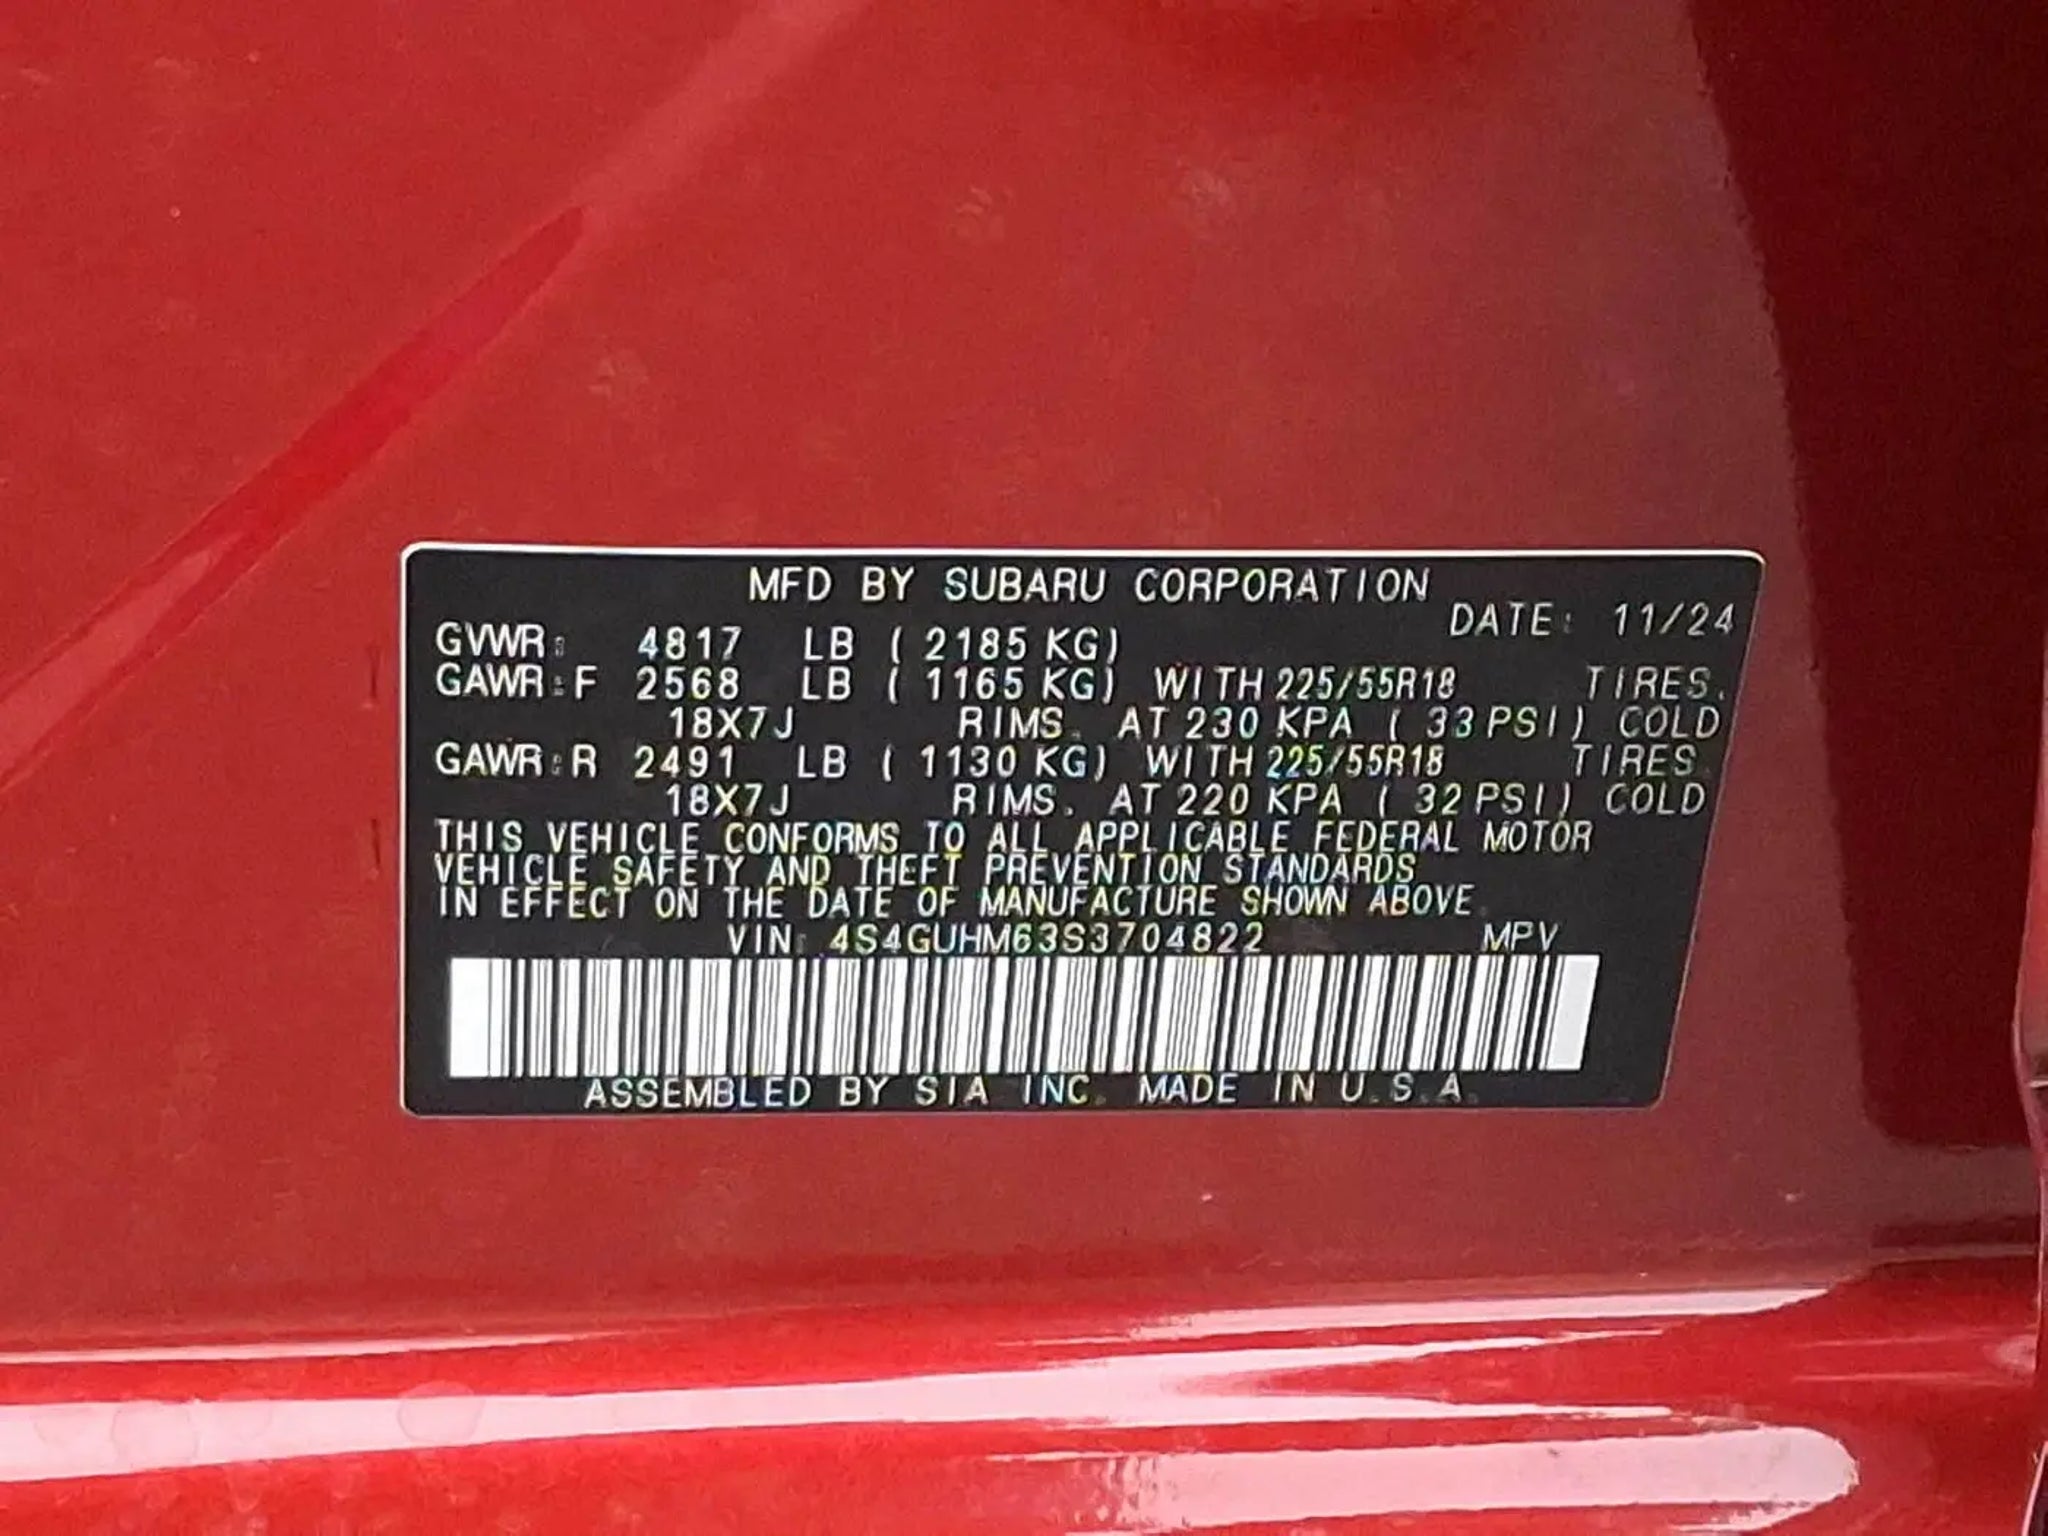 MFD BY SUBARU CORPORATION
DATE: 11/24
GVWR: 4817 LB ( 2185 KG)
GAWR:F 2568 LB ( 1165 KG) WITH 225/55R18 TIRES.
18X7J RIMS. AT 230 KPA ( 33 PSI) COLD
GAWR:R 2491 LB ( 1130 KG) WITH 225/55R18 TIRES.
18X7J RIMS. AT 220 KPA ( 32 PSI) COLD
THIS VEHICLE CONFORMS TO ALL APPLICABLE FEDERAL MOTOR
VEHICLE SAFETY AND THEFT PREVENTION STANDARDS
IN EFFECT ON THE DATE OF MANUFACTURE SHOWN ABOVE.
VIN: 4S4GUHM63S3704822 MPV
ASSEMBLED BY SIA INC. MADE IN U.S.A.